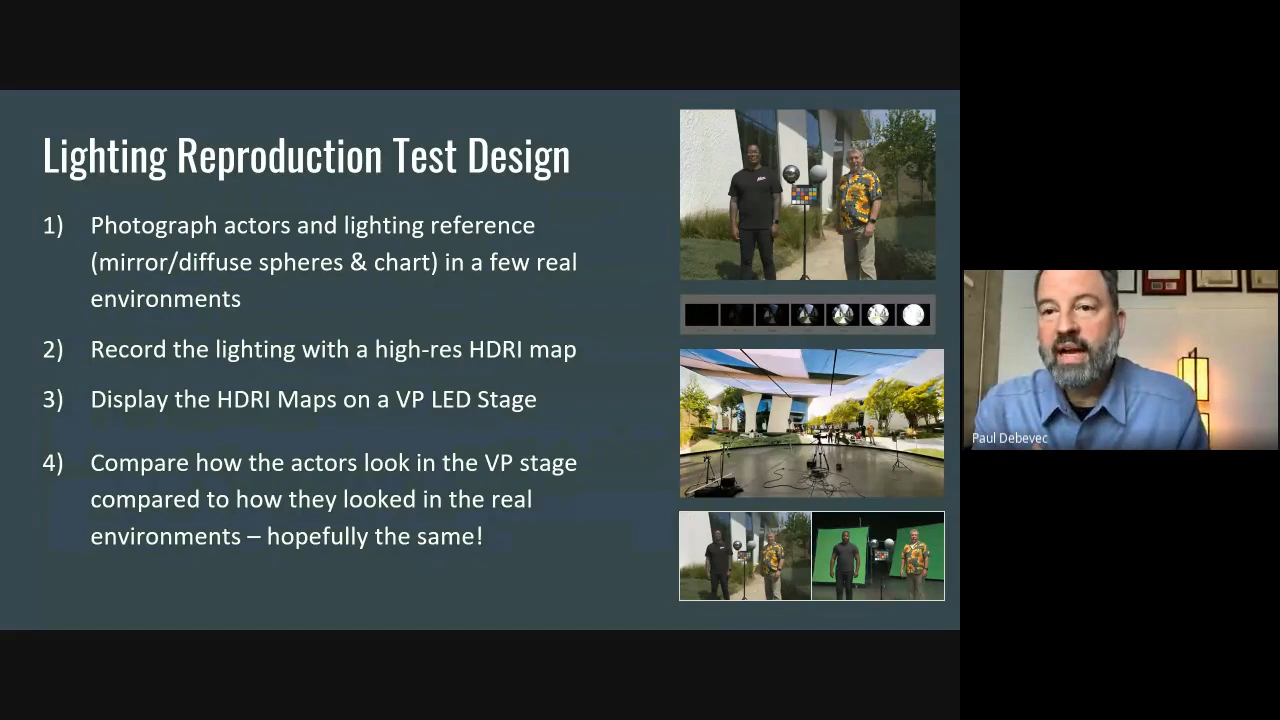 Lighting Reproduction Test Design
1) Photograph actors and lighting reference
(mirror/diffuse spheres & chart) in a few real
environments
2) Record the lighting with a high-res HDRI map
3) Display the HDRI Maps on a VP LED Stage
4) Compare how the actors look in the VP stage
compared to how they looked in the real
environments – hopefully the same!
Paul Debevec